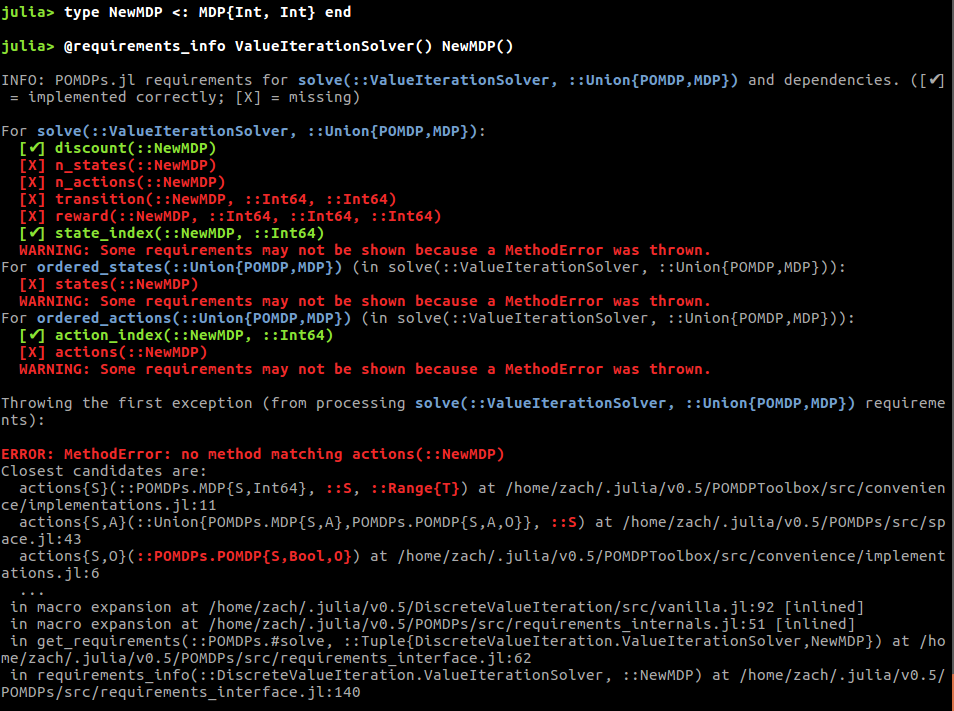 julia> type NewMDP <: MDP{Int, Int} end
julia> @requirements_info ValueIterationSolver() NewMDP()
INFO: POMDPs.jl requirements for solve(::ValueIterationSolver, ::Union{POMDP,MDP}) and dependencies. ([✔]
 = implemented correctly; [X] = missing)
For solve(::ValueIterationSolver, ::Union{POMDP,MDP}):
  [✔] discount(::NewMDP)
  [X] n_states(::NewMDP)
  [X] n_actions(::NewMDP)
  [X] transition(::NewMDP, ::Int64, ::Int64)
  [X] reward(::NewMDP, ::Int64, ::Int64, ::Int64)
  [✔] state_index(::NewMDP, ::Int64)
  WARNING: Some requirements may not be shown because a MethodError was thrown.
For ordered_states(::Union{POMDP,MDP}) (in solve(::ValueIterationSolver, ::Union{POMDP,MDP})):
  [X] states(::NewMDP)
  WARNING: Some requirements may not be shown because a MethodError was thrown.
For ordered_actions(::Union{POMDP,MDP}) (in solve(::ValueIterationSolver, ::Union{POMDP,MDP})):
  [✔] action_index(::NewMDP, ::Int64)
  [X] actions(::NewMDP)
  WARNING: Some requirements may not be shown because a MethodError was thrown.
Throwing the first exception (from processing solve(::ValueIterationSolver, ::Union{POMDP,MDP}) requireme
nts):
ERROR: MethodError: no method matching actions(::NewMDP)
Closest candidates are:
  actions{S}(::POMDPs.MDP{S,Int64}, ::S, ::Range{T}) at /home/zach/.julia/v0.5/POMDPToolbox/src/convenien
ce/implementations.jl:11
  actions{S,A}(::Union{POMDPs.MDP{S,A},POMDPs.POMDP{S,A,O}}, ::S) at /home/zach/.julia/v0.5/POMDPs/src/sp
ace.jl:43
  actions{S,O}(::POMDPs.POMDP{S,Bool,O}) at /home/zach/.julia/v0.5/POMDPToolbox/src/convenience/implement
ations.jl:6
  ...
 in macro expansion at /home/zach/.julia/v0.5/DiscreteValueIteration/src/vanilla.jl:92 [inlined]
 in macro expansion at /home/zach/.julia/v0.5/POMDPs/src/requirements_internals.jl:51 [inlined]
 in get_requirements(::POMDPs.#solve, ::Tuple{DiscreteValueIteration.ValueIterationSolver,NewMDP}) at /ho
me/zach/.julia/v0.5/POMDPs/src/requirements_interface.jl:62
 in requirements_info(::DiscreteValueIteration.ValueIterationSolver, ::NewMDP) at /home/zach/.julia/v0.5/
POMDPs/src/requirements_interface.jl:140